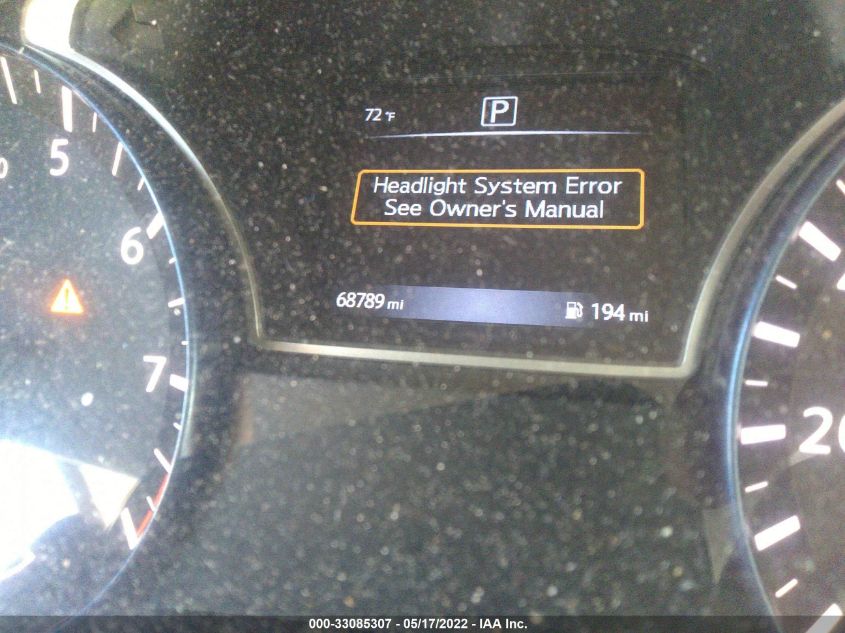 72 °F
P
5
6
7
Headlight System Error
See Owner's Manual
68789 mi
194 mi
20
000-33085307 - 05/17/2022 - IAA Inc.